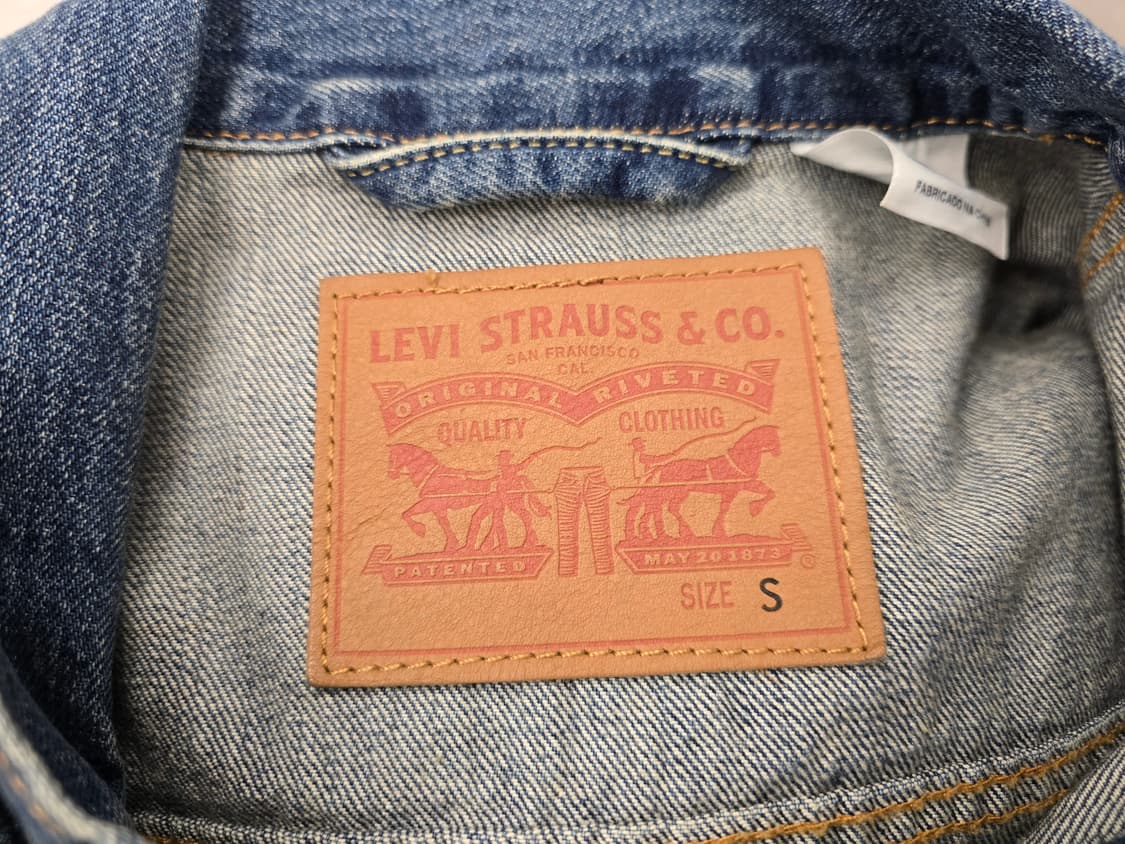 FABRICADO NA CHINA
LEVI STRAUSS & CO.
SAN FRANCISCO
CAL.
ORIGINAL RIVETED
QUALITY CLOTHING
PATENTED MAY 20 1873
®
SIZE S